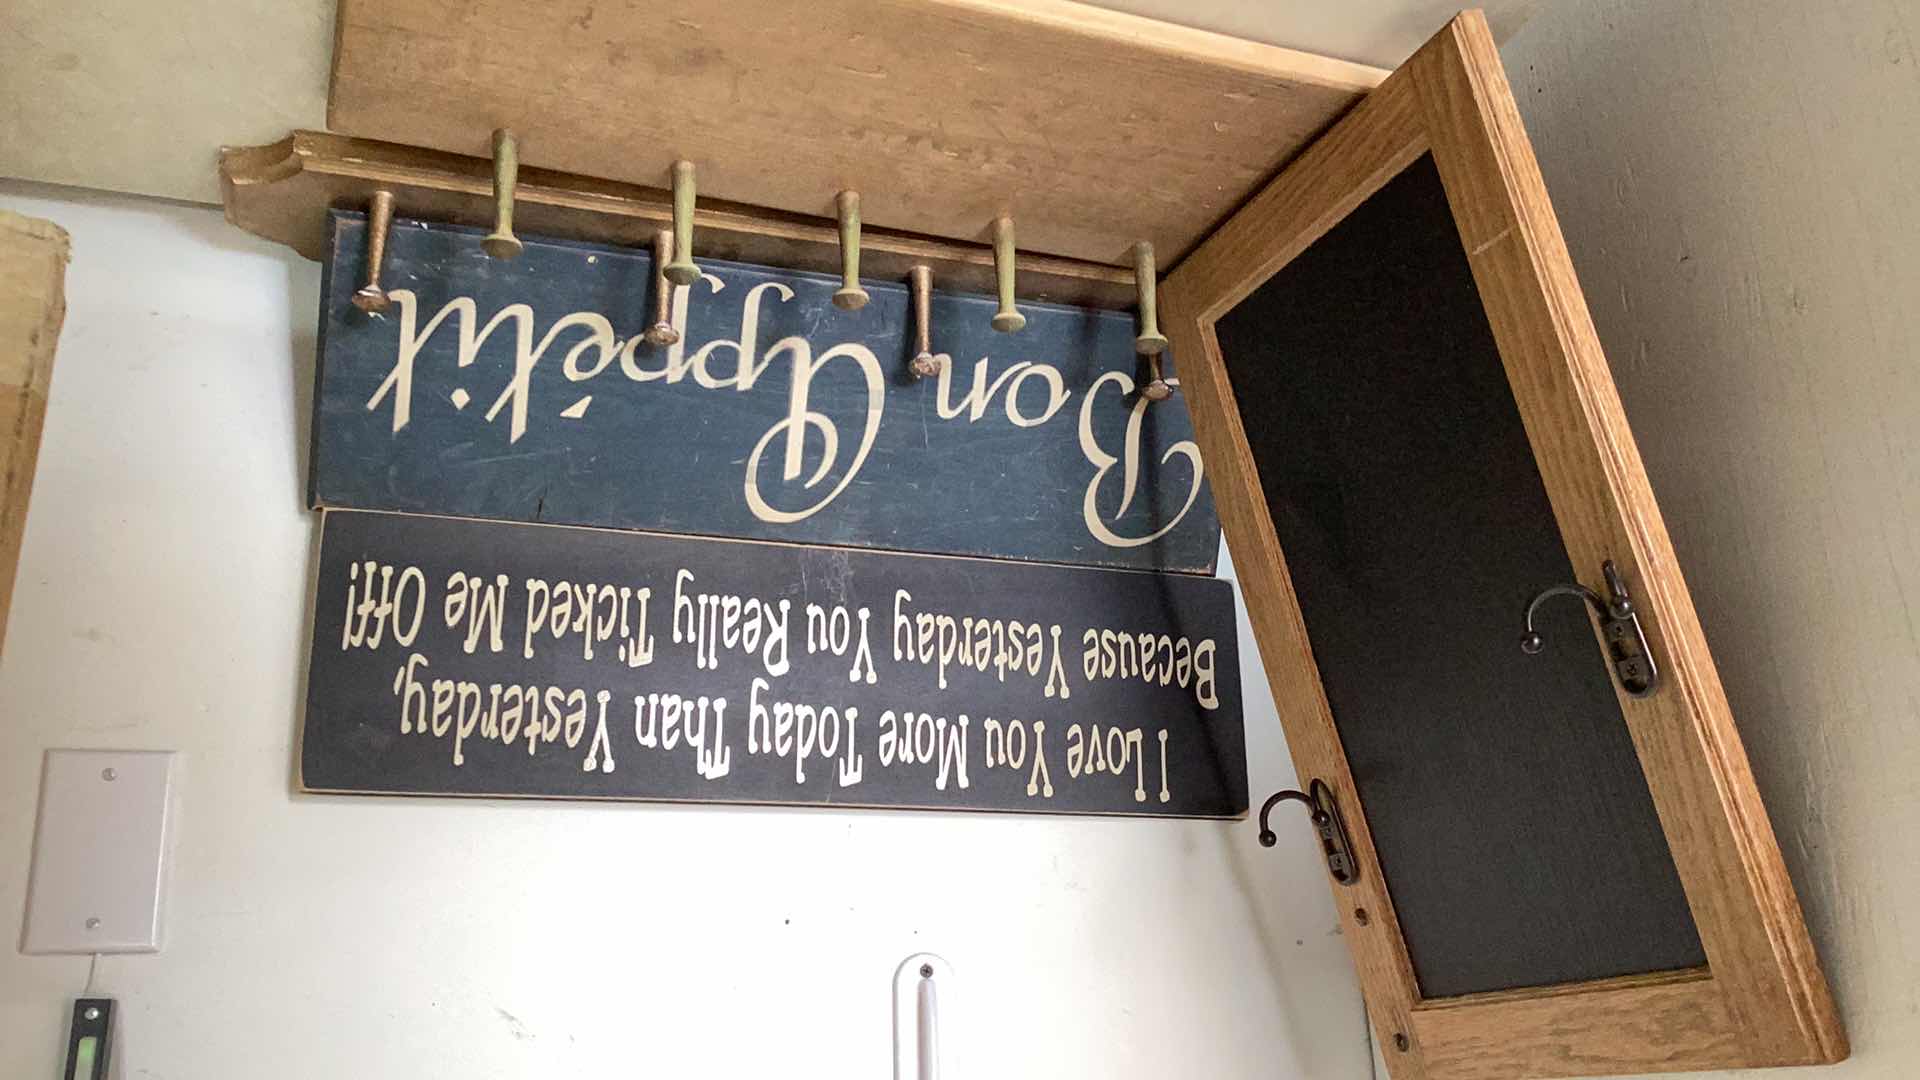 I Love You More Today Than Yesterday,
Because Yesterday You Really Ticked Me Off!
Bon Appétit